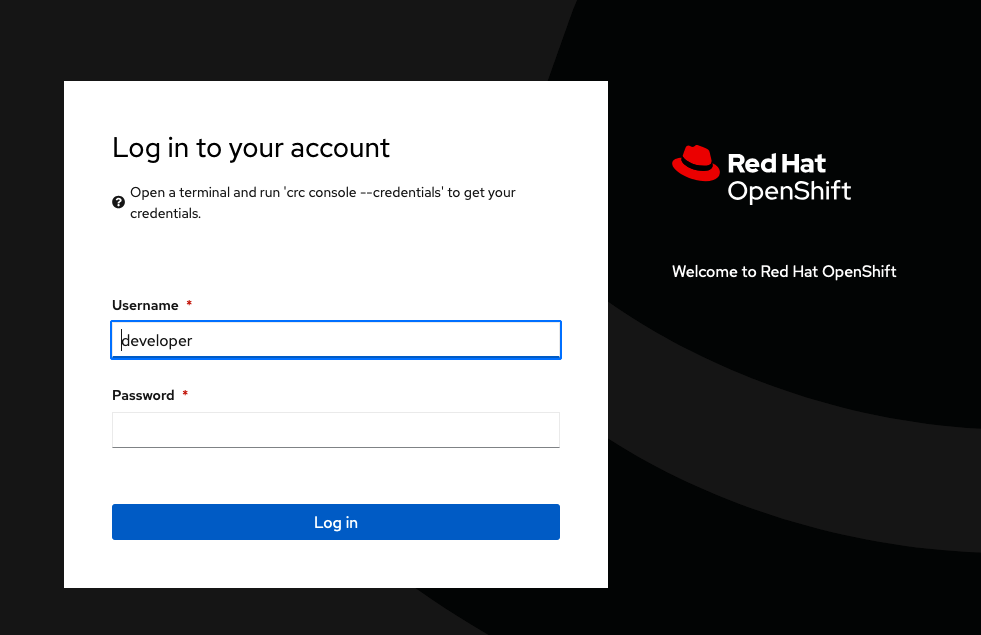 Log in to your account
Open a terminal and run 'crc console --credentials' to get your
credentials.
Username *
developer
Password *
Log in
Red Hat
OpenShift
Welcome to Red Hat OpenShift